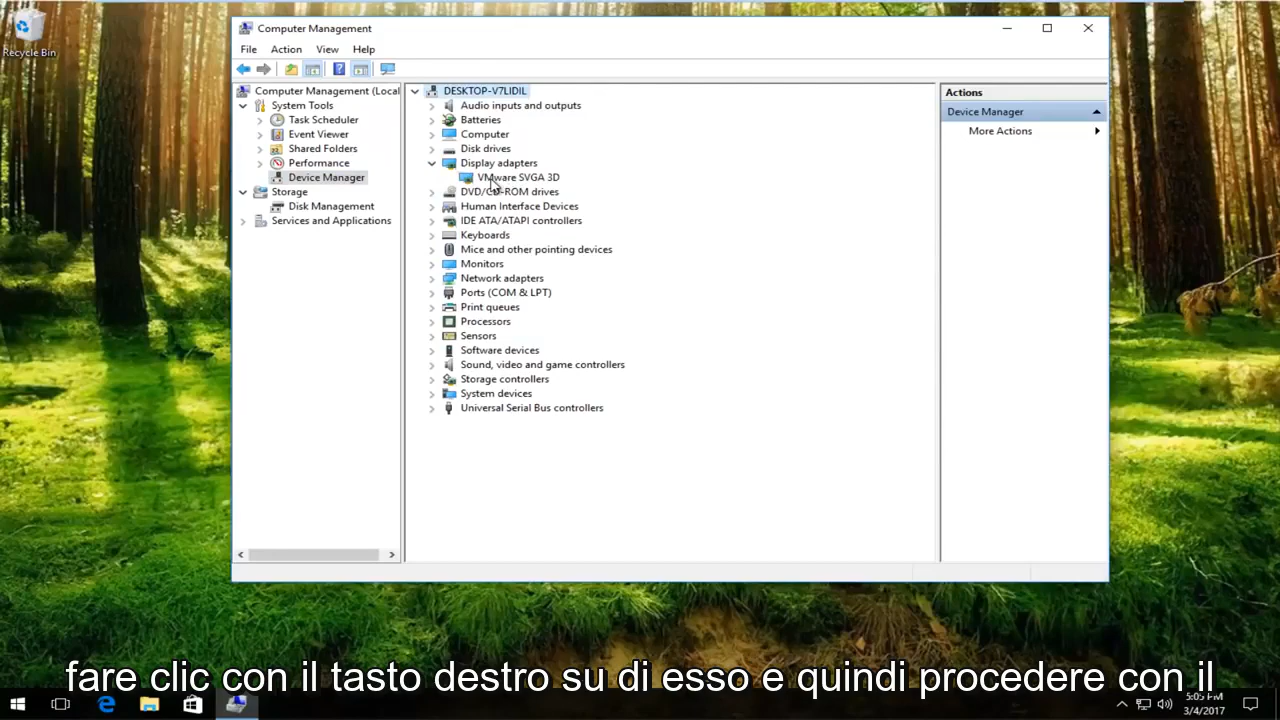 Recycle Bin
Computer Management
File Action View Help
Computer Management (Local
System Tools
Task Scheduler
Event Viewer
Shared Folders
Performance
Device Manager
Storage
Disk Management
Services and Applications
DESKTOP-V7LIDIL
Audio inputs and outputs
Batteries
Computer
Disk drives
Display adapters
VMware SVGA 3D
DVD/CD-ROM drives
Human Interface Devices
IDE ATA/ATAPI controllers
Keyboards
Mice and other pointing devices
Monitors
Network adapters
Ports (COM & LPT)
Print queues
Processors
Sensors
Software devices
Sound, video and game controllers
Storage controllers
System devices
Universal Serial Bus controllers
Actions
Device Manager
More Actions
fare clic con il tasto destro su di esso e quindi procedere con il
5:05 PM
3/4/2017